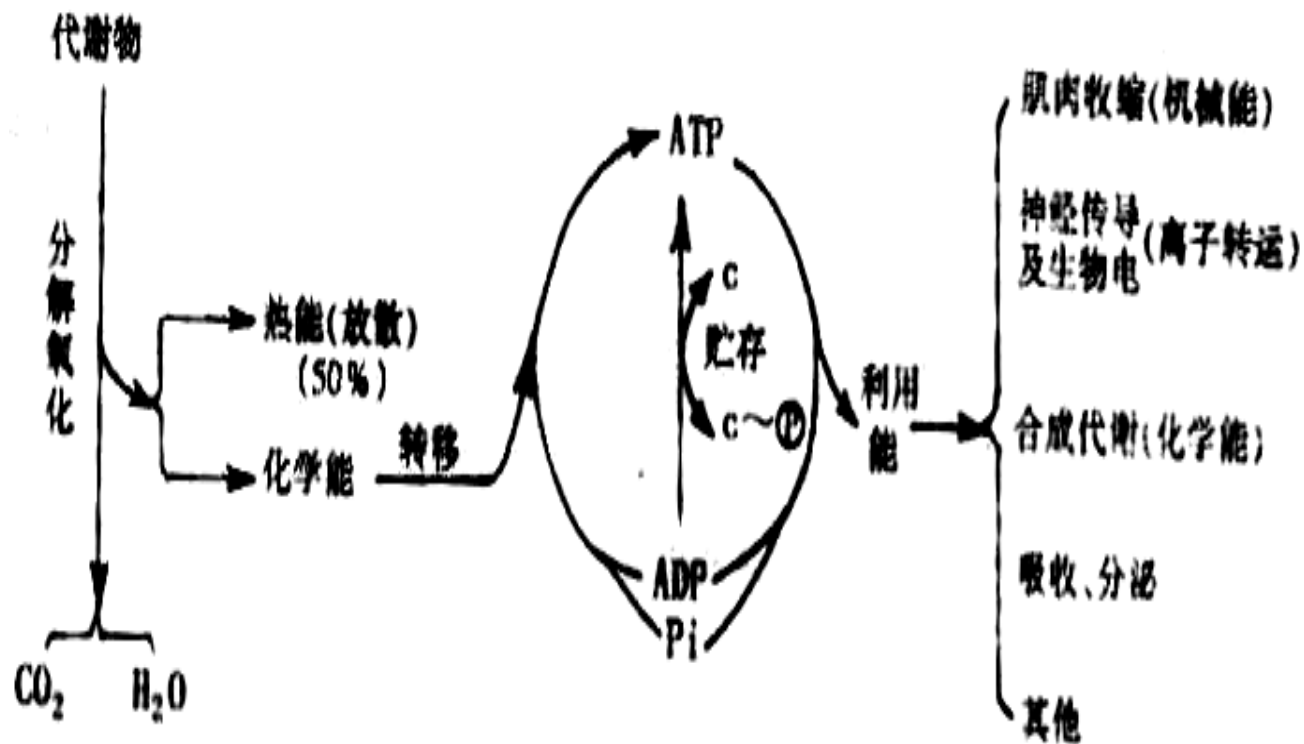 代谢物
分解氧化
CO₂ H₂O
热能(放散)
(50%)
化学能
转移
ATP
C
贮存
C~P
ADP
Pi
利用
能
肌肉收缩(机械能)
神经传导
及生物电
(离子转运)
合成代谢(化学能)
吸收、分泌
其他